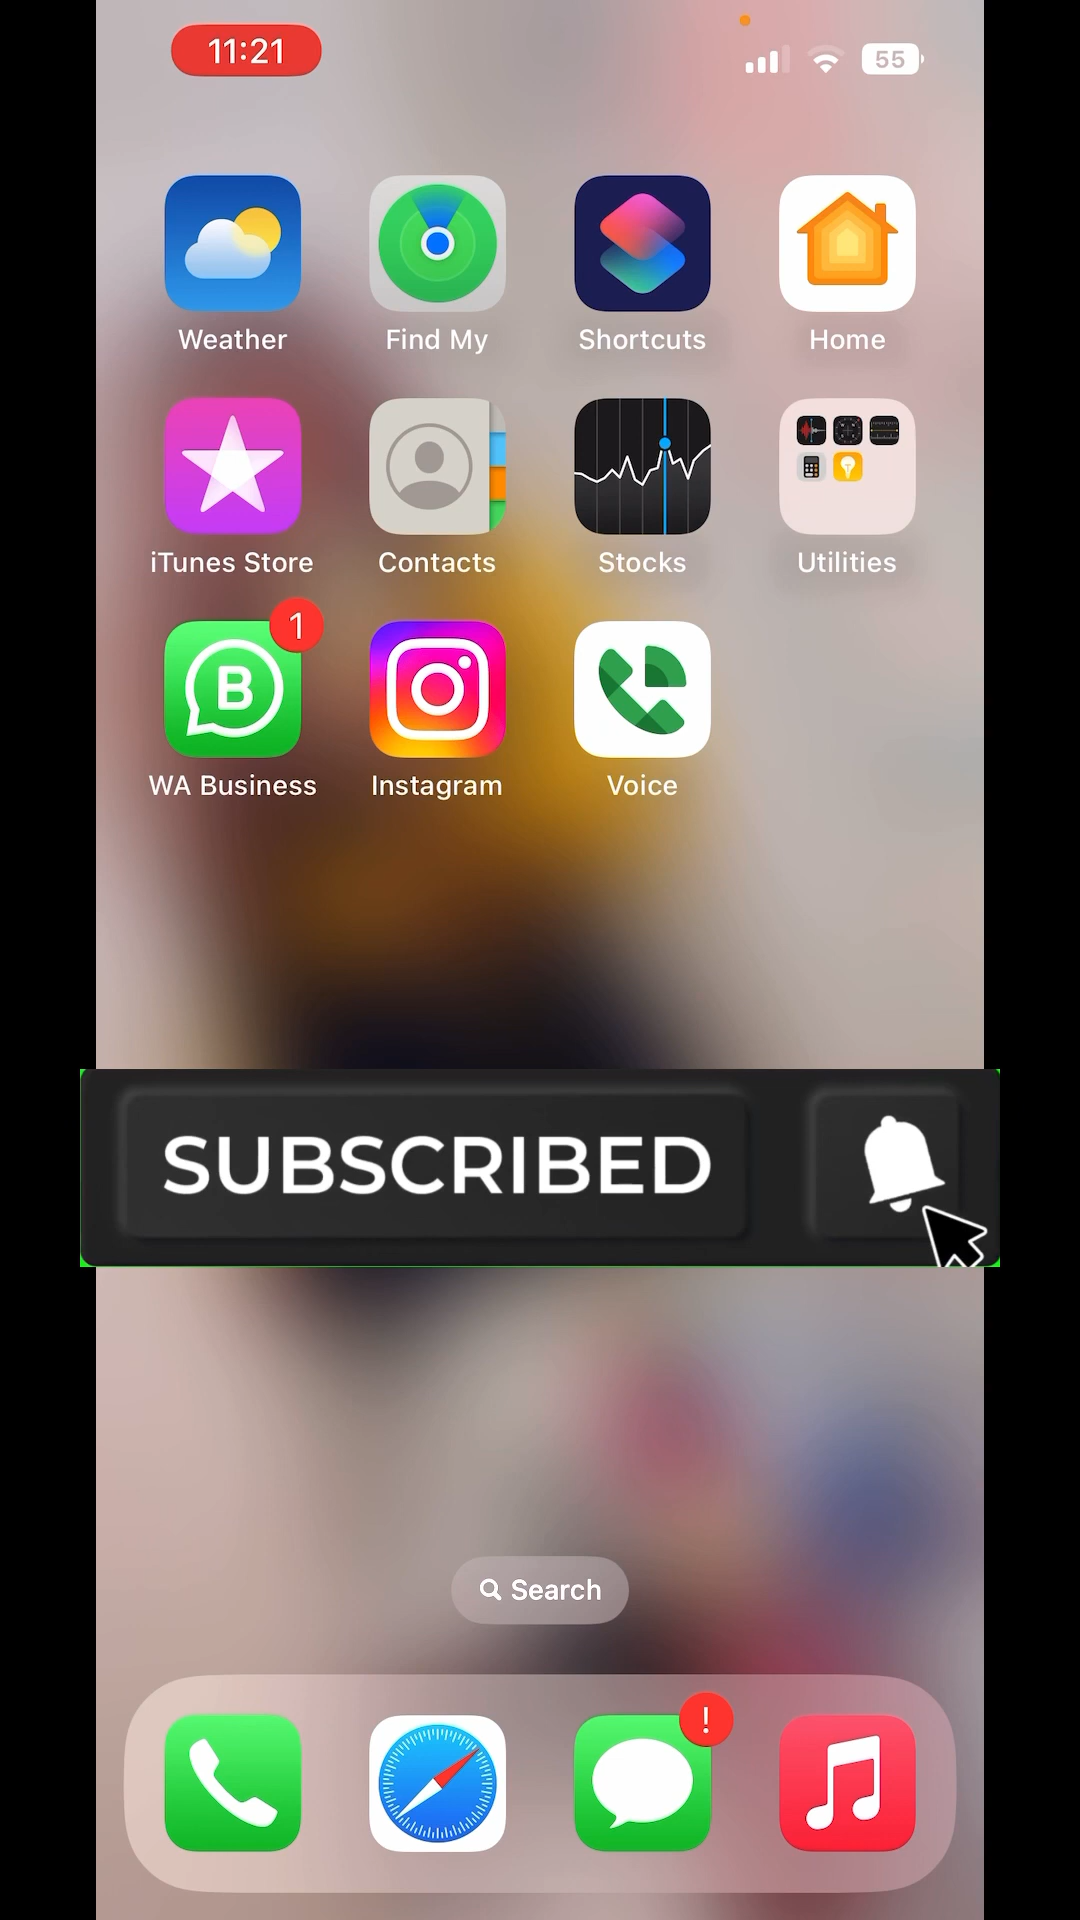 11:21
55
Weather Find My Shortcuts Home
iTunes Store Contacts Stocks Utilities
1
B
WA Business Instagram Voice
SUBSCRIBED
Search
!